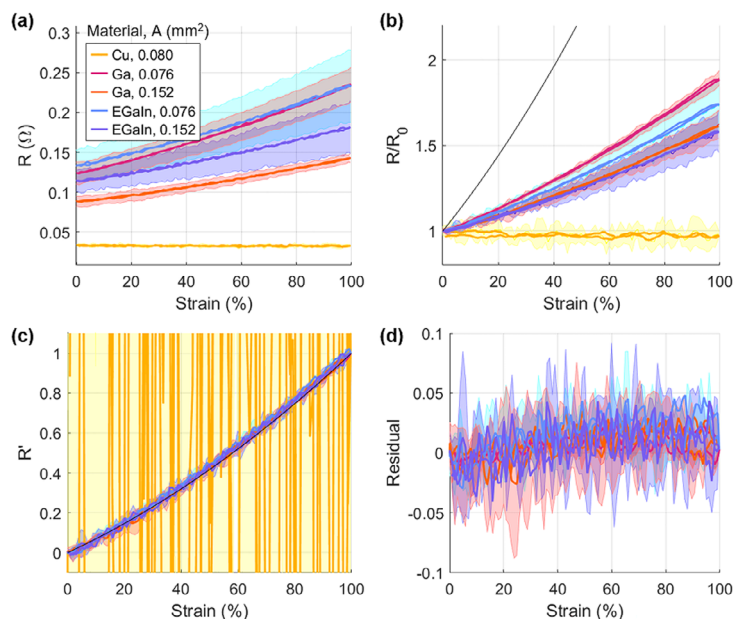 (a)
0.3
0.25
0.2
0.15
0.1
0.05
R (Ω)
Material, A (mm²)
Cu, 0.080
Ga, 0.076
Ga, 0.152
EGaIn, 0.076
EGaIn, 0.152
0 20 40 60 80 100
Strain (%)
(b)
2
1.5
1
R/R₀
0 20 40 60 80 100
Strain (%)
(c)
1
0.8
0.6
0.4
0.2
0
R'
0 20 40 60 80 100
Strain (%)
(d)
0.1
0.05
0
-0.05
-0.1
Residual
0 20 40 60 80 100
Strain (%)